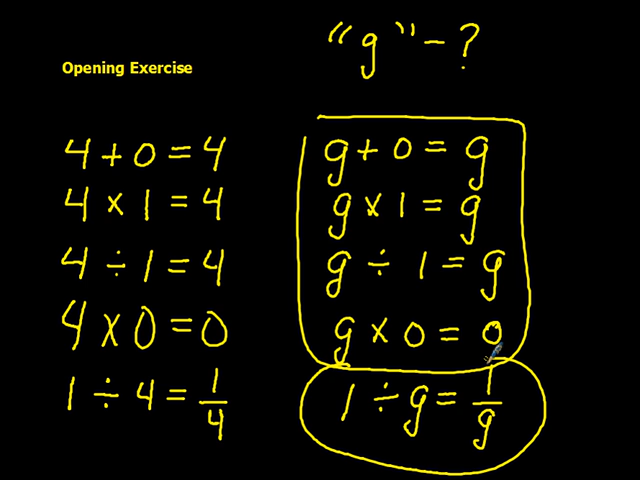 "g" - ?
Opening Exercise
4 + 0 = 4
4 × 1 = 4
4 ÷ 1 = 4
4 × 0 = 0
1 ÷ 4 = 1/4
g + 0 = g
g × 1 = g
g ÷ 1 = g
g × 0 = 0
1 ÷ g = 1/g